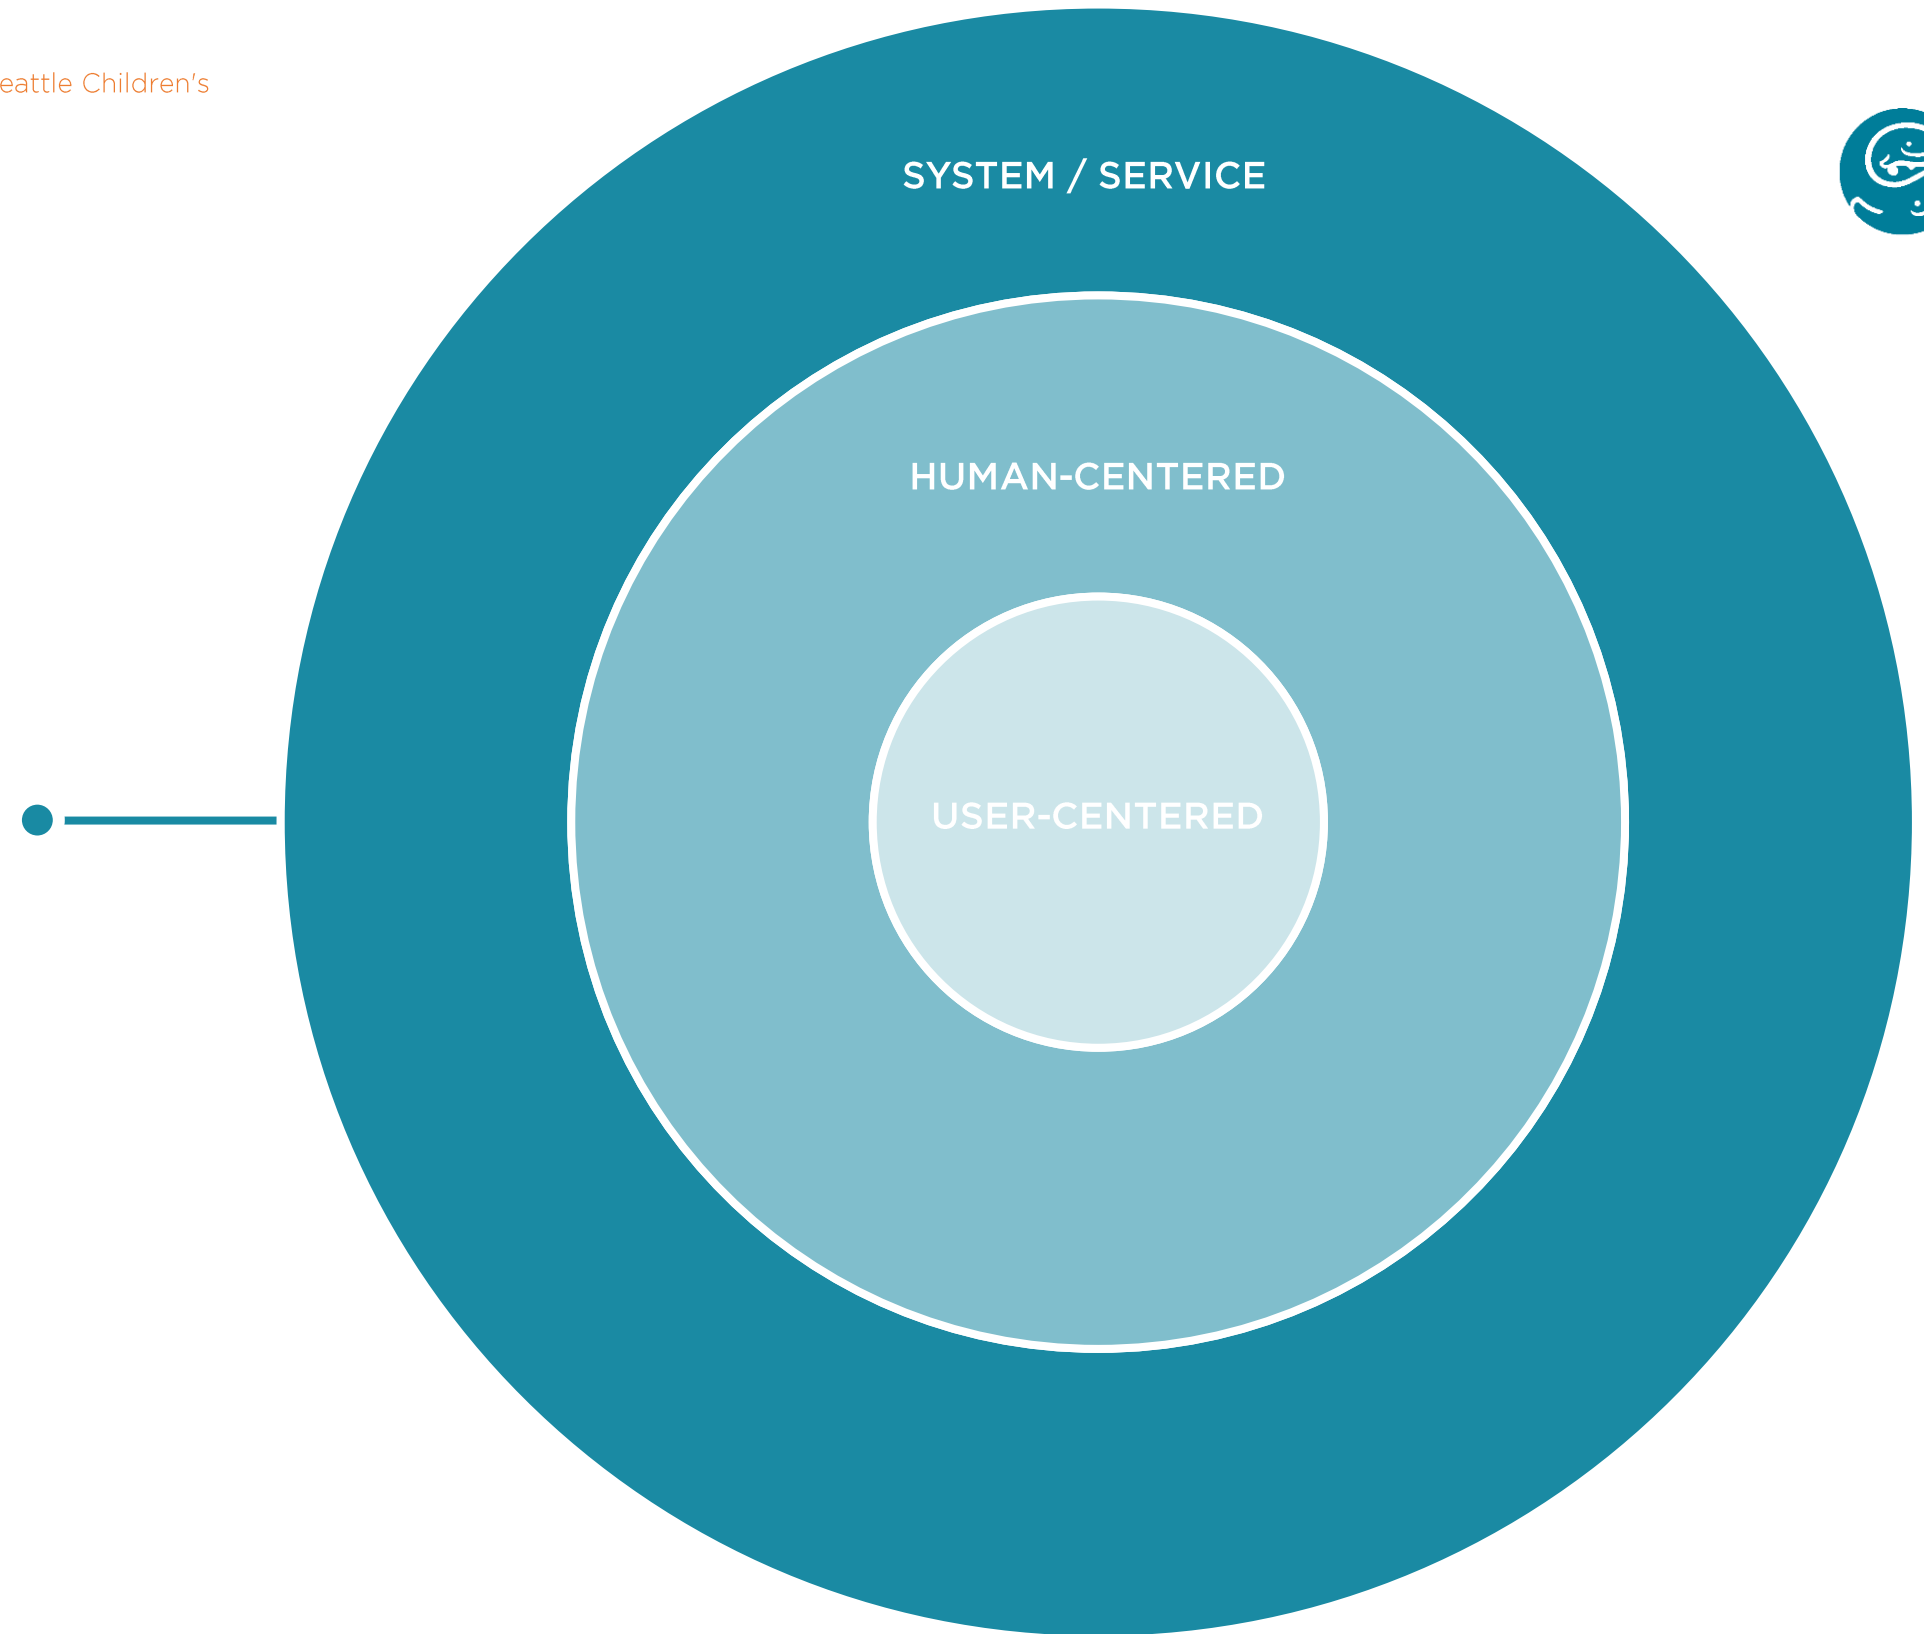 eattle Children's
SYSTEM / SERVICE
HUMAN-CENTERED
USER-CENTERED